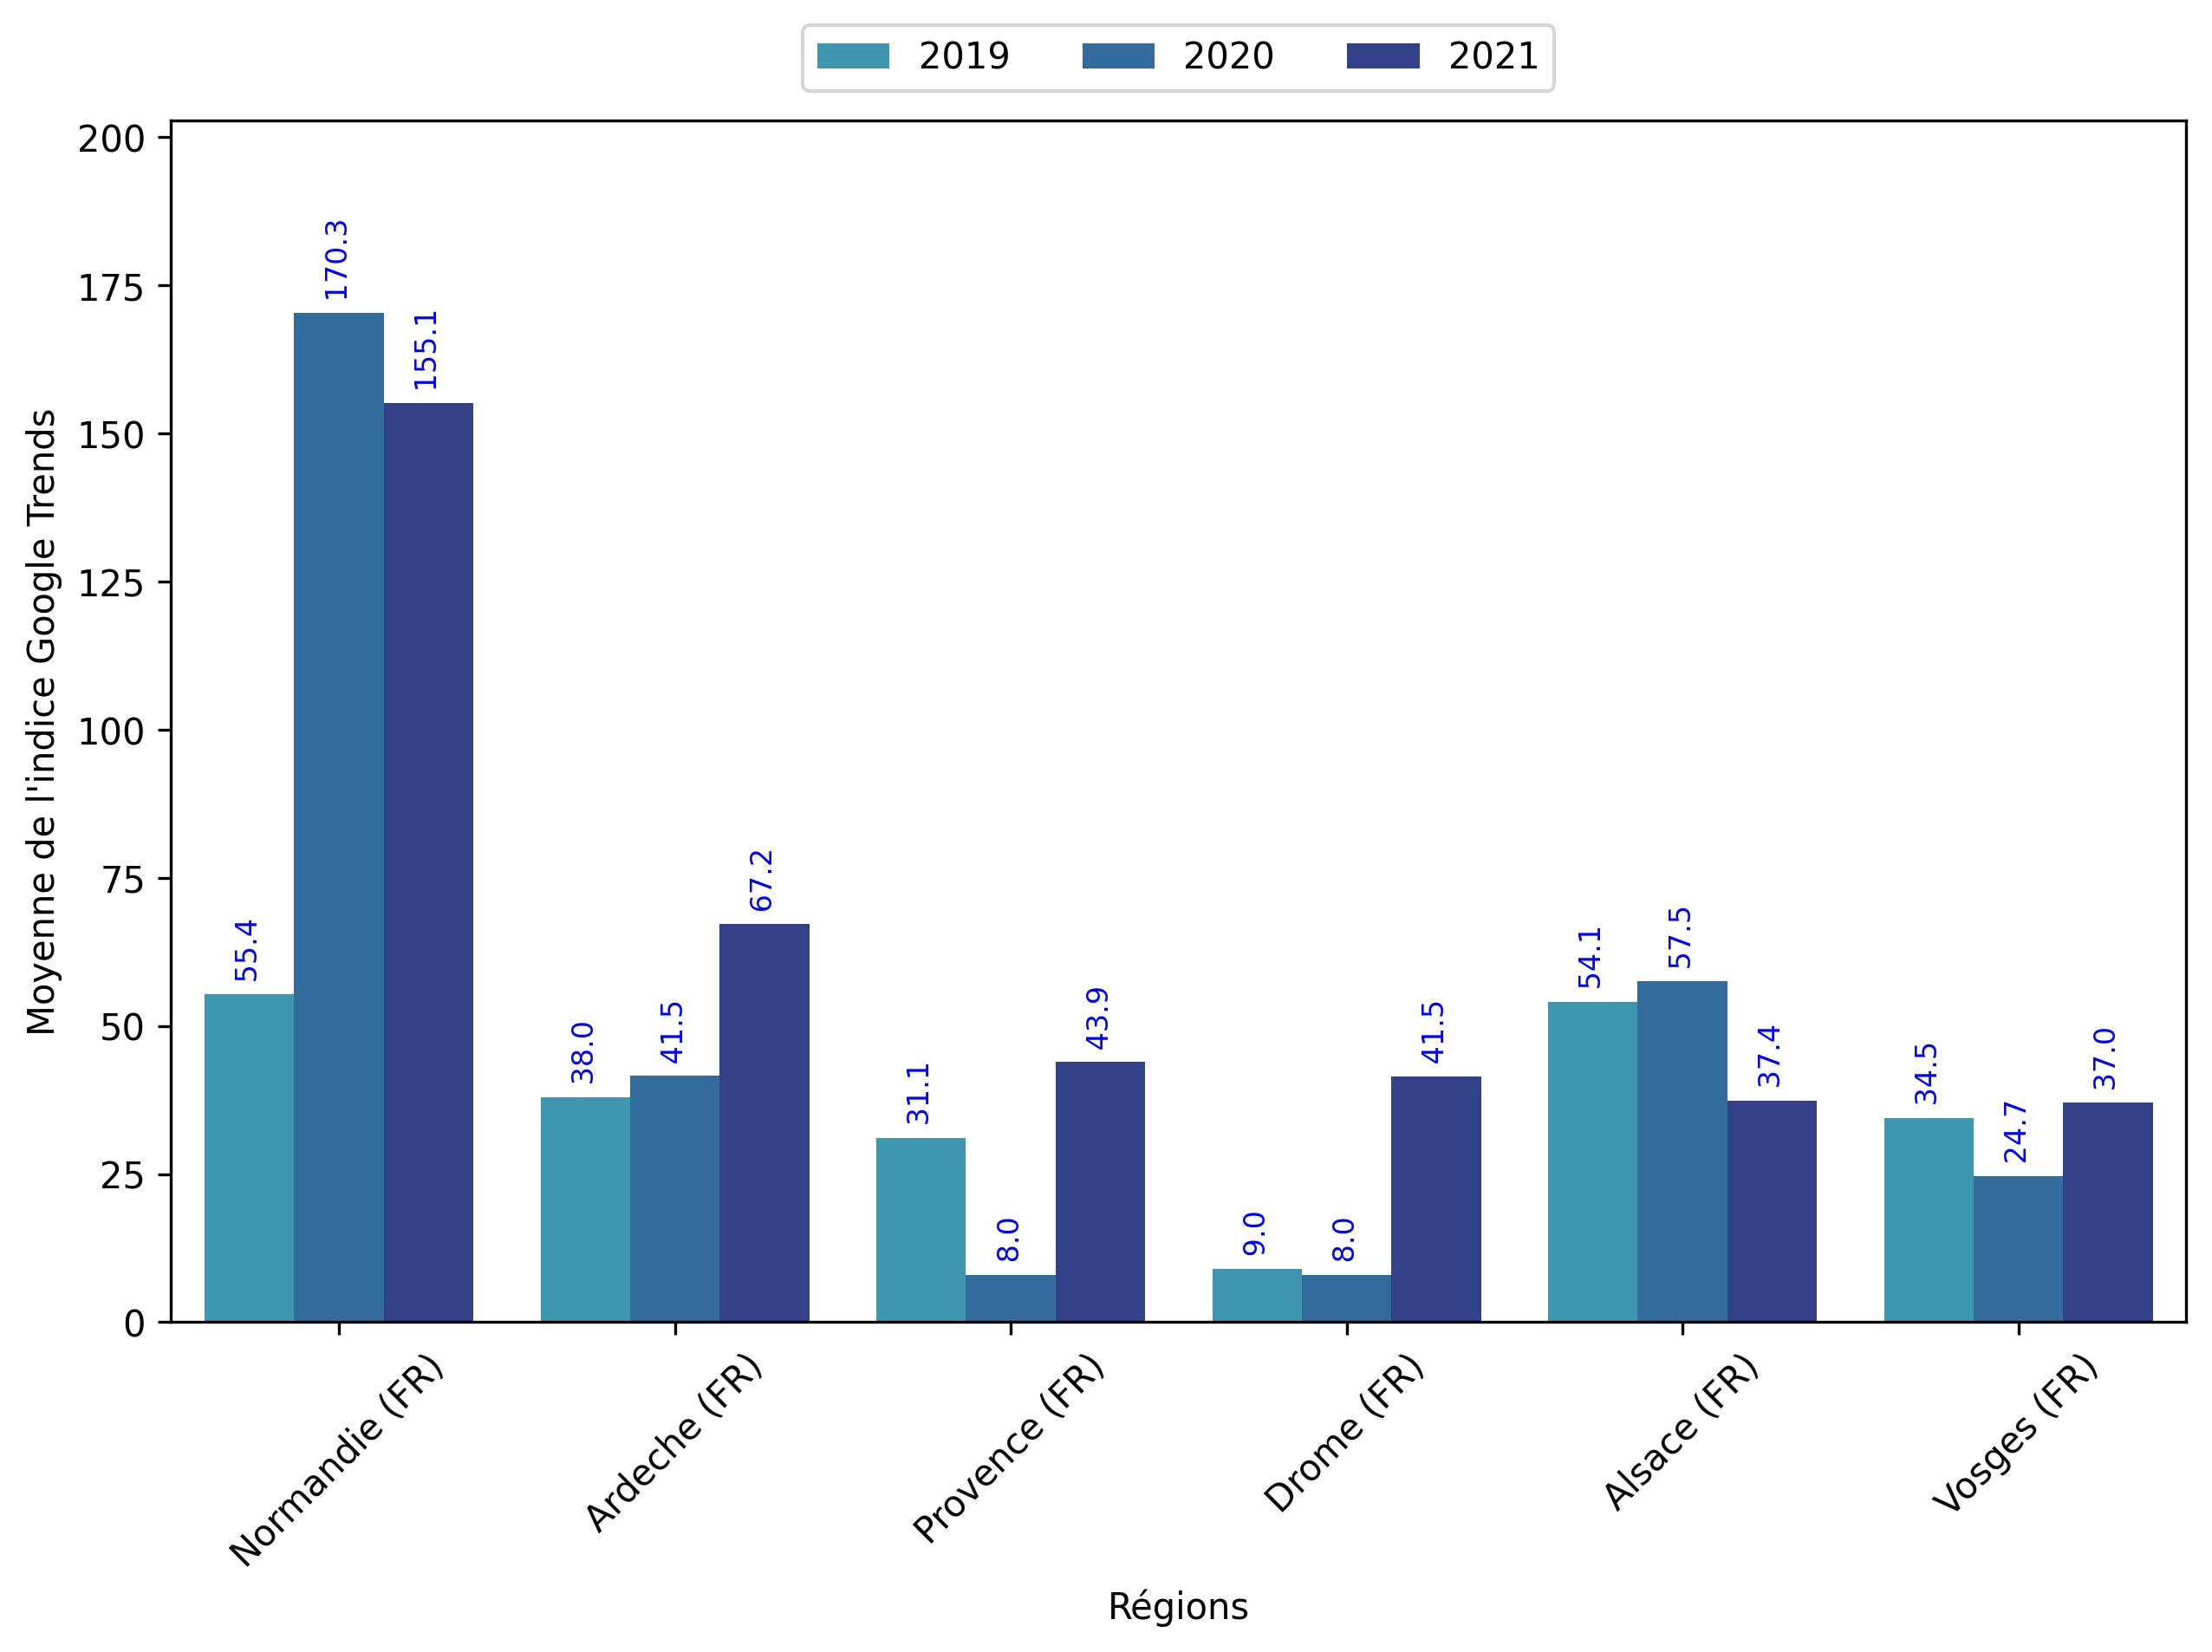 2019 2020 2021
200
175
150
125
100
75
50
25
0
Moyenne de l'indice Google Trends
55.4 170.3 155.1
38.0 41.5 67.2
31.1 8.0 43.9
9.0 8.0 41.5
54.1 57.5 37.4
34.5 24.7 37.0
Normandie (FR)
Ardeche (FR)
Provence (FR)
Drome (FR)
Alsace (FR)
Vosges (FR)
Régions